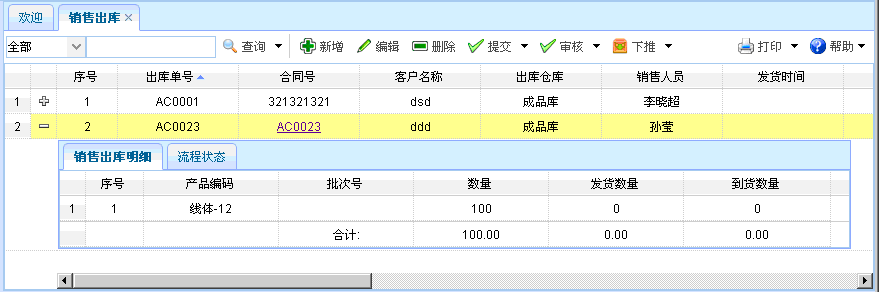 欢迎 销售出库
全部 查询 新增 编辑 删除 提交 审核 下推 打印 帮助
序号 出库单号 合同号 客户名称 出库仓库 销售人员 发货时间
1 1 AC0001 321321321 dsd 成品库 李晓超
2 2 AC0023 AC0023 ddd 成品库 孙莹
销售出库明细 流程状态
序号 产品编码 批次号 数量 发货数量 到货数量
1 1 线体-12 100 0 0
合计: 100.00 0.00 0.00